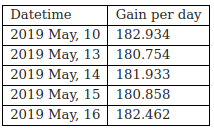 Datetime Gain per day
2019 May, 10 182.934
2019 May, 13 180.754
2019 May, 14 181.933
2019 May, 15 180.858
2019 May, 16 182.462